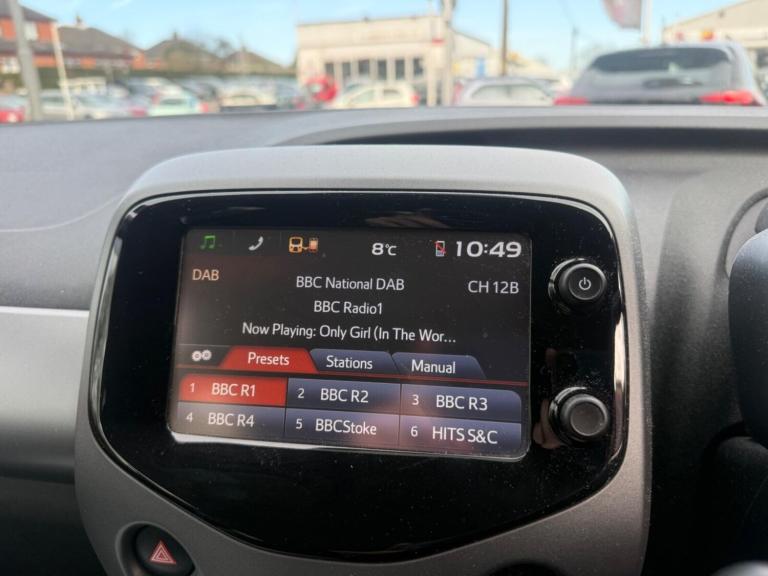 8°C 10:49
DAB BBC National DAB CH 12B
BBC Radio1
Now Playing: Only Girl (In The Wor...
Presets Stations Manual
1 BBC R1 2 BBC R2 3 BBC R3
4 BBC R4 5 BBCStoke 6 HITS S&C